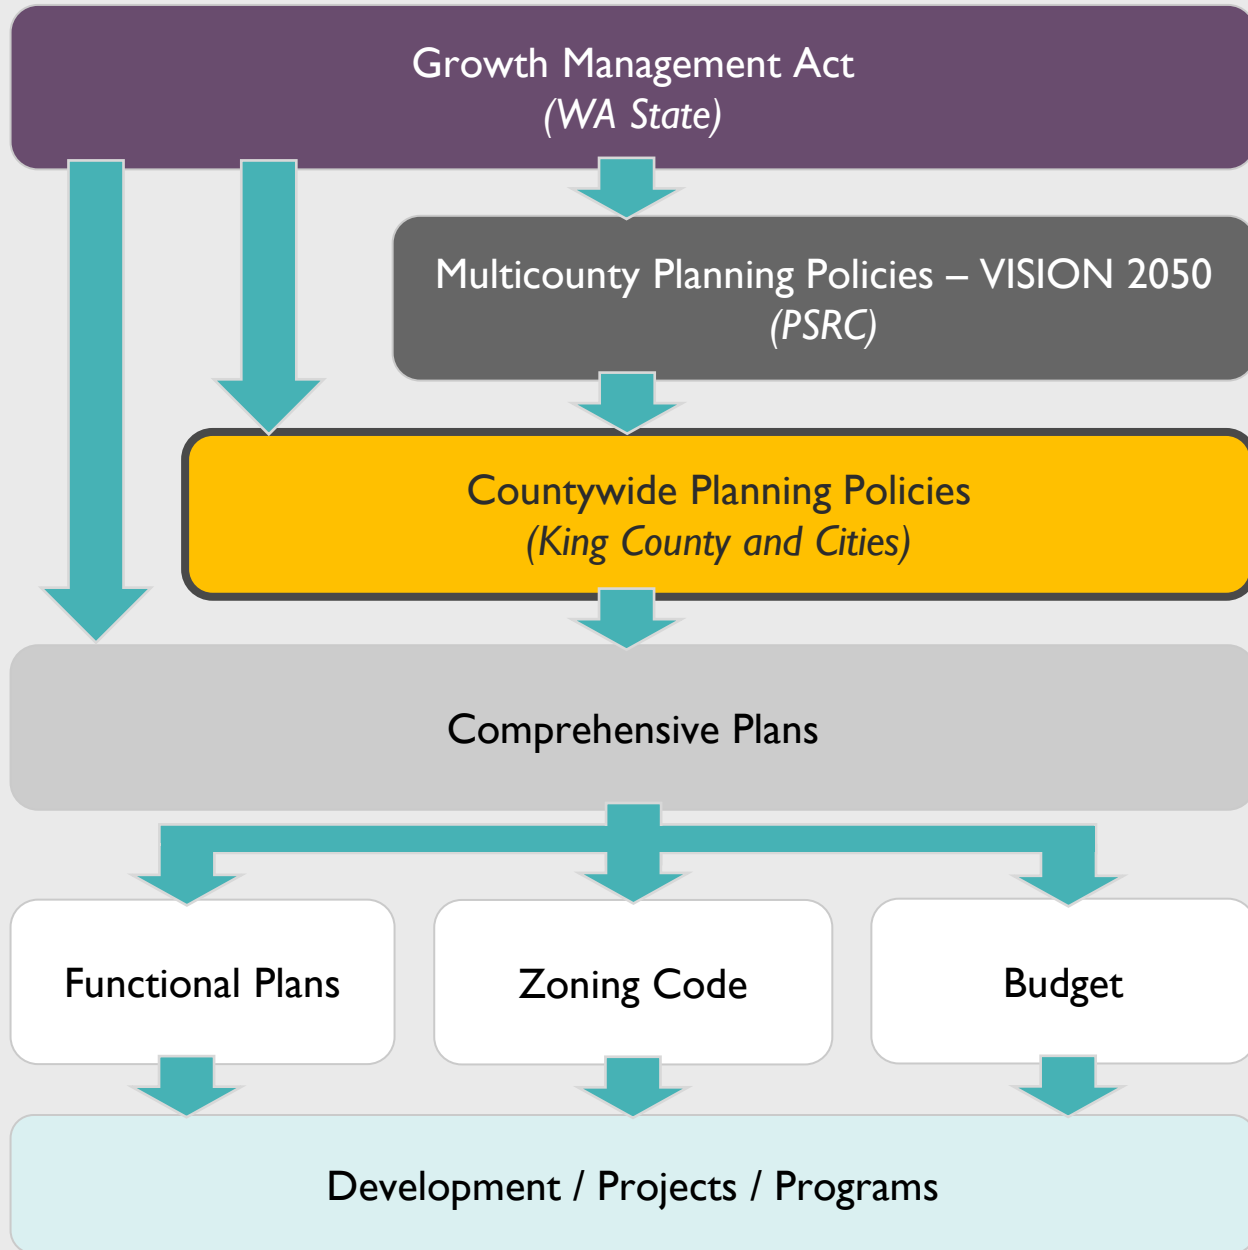 Growth Management Act
(WA State)
Multicounty Planning Policies – VISION 2050
(PSRC)
Countywide Planning Policies
(King County and Cities)
Comprehensive Plans
Functional Plans
Zoning Code
Budget
Development / Projects / Programs